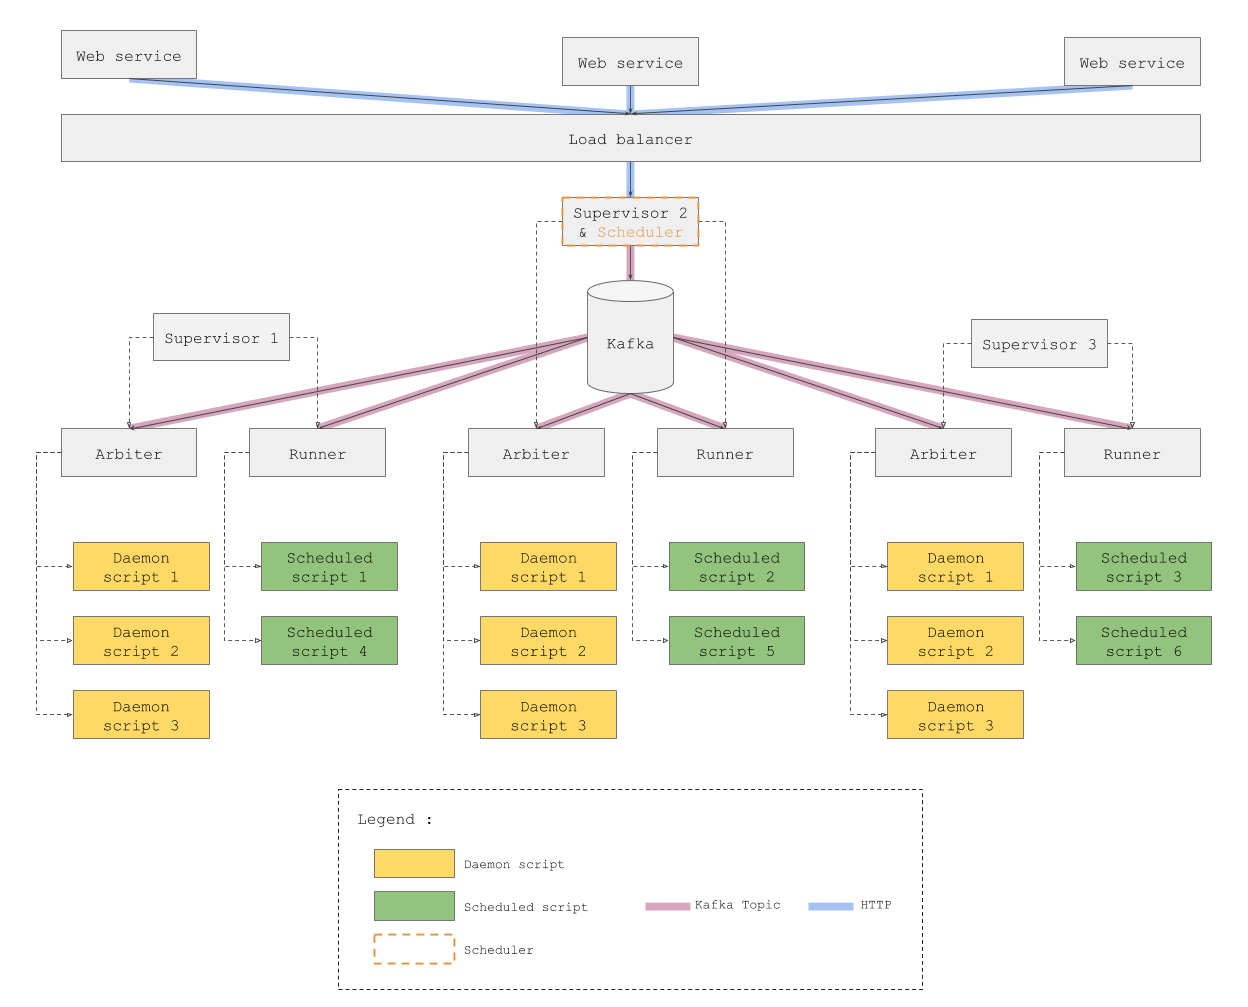 Web service
Web service
Web service
Load balancer
Supervisor 2
& Scheduler
Supervisor 1
Kafka
Supervisor 3
Arbiter
Runner
Arbiter
Runner
Arbiter
Runner
Daemon
script 1
Scheduled
script 1
Daemon
script 1
Scheduled
script 2
Daemon
script 1
Scheduled
script 3
Daemon
script 2
Scheduled
script 4
Daemon
script 2
Scheduled
script 5
Daemon
script 2
Scheduled
script 6
Daemon
script 3
Daemon
script 3
Daemon
script 3
Legend :
Daemon script
Scheduled script
Kafka Topic
HTTP
Scheduler